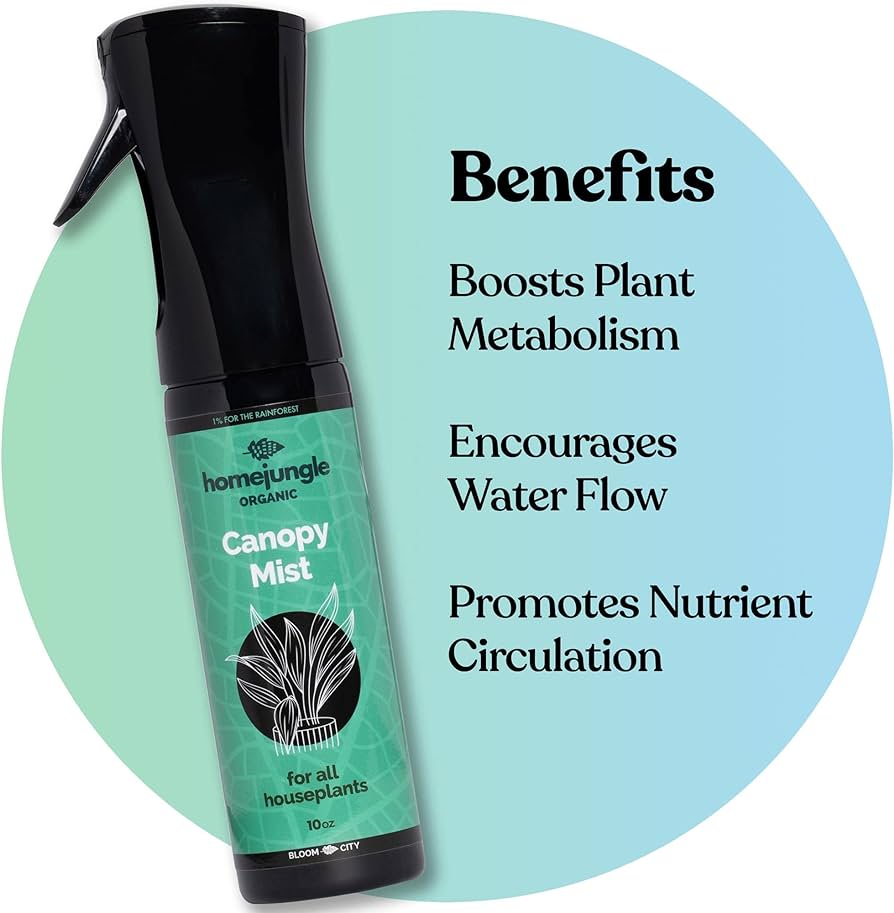 Benefits
Boosts Plant
Metabolism
Encourages
Water Flow
Promotes Nutrient
Circulation
1% FOR THE RAINFOREST
homejungle
ORGANIC
Canopy
Mist
for all
houseplants
10oz
BLOOM CITY